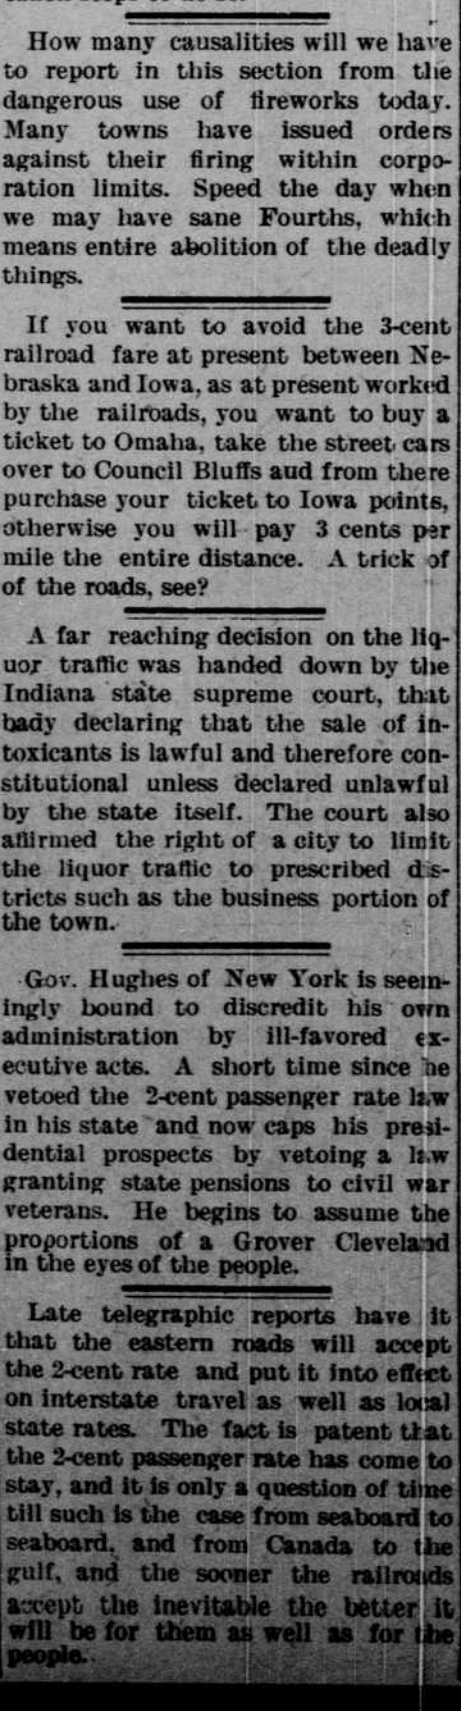 How many causalities will we have
to report in this section from the
dangerous use of fireworks today.
Many towns have issued orders
against their firing within corpo-
ration limits. Speed the day when
we may have sane Fourths, which
means entire abolition of the deadly
things.
If you want to avoid the 3-cent
railroad fare at present between Ne-
braska and Iowa, as at present worked
by the railroads, you want to buy a
ticket to Omaha, take the street cars
over to Council Bluffs aud from there
purchase your ticket to Iowa points,
otherwise you will pay 3 cents per
mile the entire distance. A trick of
of the roads, see?
A far reaching decision on the liq-
uor traffic was handed down by the
Indiana state supreme court, that
bady declaring that the sale of in-
toxicants is lawful and therefore con-
stitutional unless declared unlawful
by the state itself. The court also
affirmed the right of a city to limit
the liquor traffic to prescribed dis-
tricts such as the business portion of
the town.
Gov. Hughes of New York is seem-
ingly bound to discredit his own
administration by ill-favored ex-
ecutive acts. A short time since he
vetoed the 2-cent passenger rate law
in his state and now caps his presi-
dential prospects by vetoing a law
granting state pensions to civil war
veterans. He begins to assume the
proportions of a Grover Cleveland
in the eyes of the people.
Late telegraphic reports have it
that the eastern roads will accept
the 2-cent rate and put it into effect
on interstate travel as well as local
state rates. The fact is patent that
the 2-cent passenger rate has come to
stay, and it is only a question of time
till such is the case from seaboard to
seaboard, and from Canada to the
gulf, and the sooner the railroads
accept the inevitable the better it
will be for them as well as for the
people.